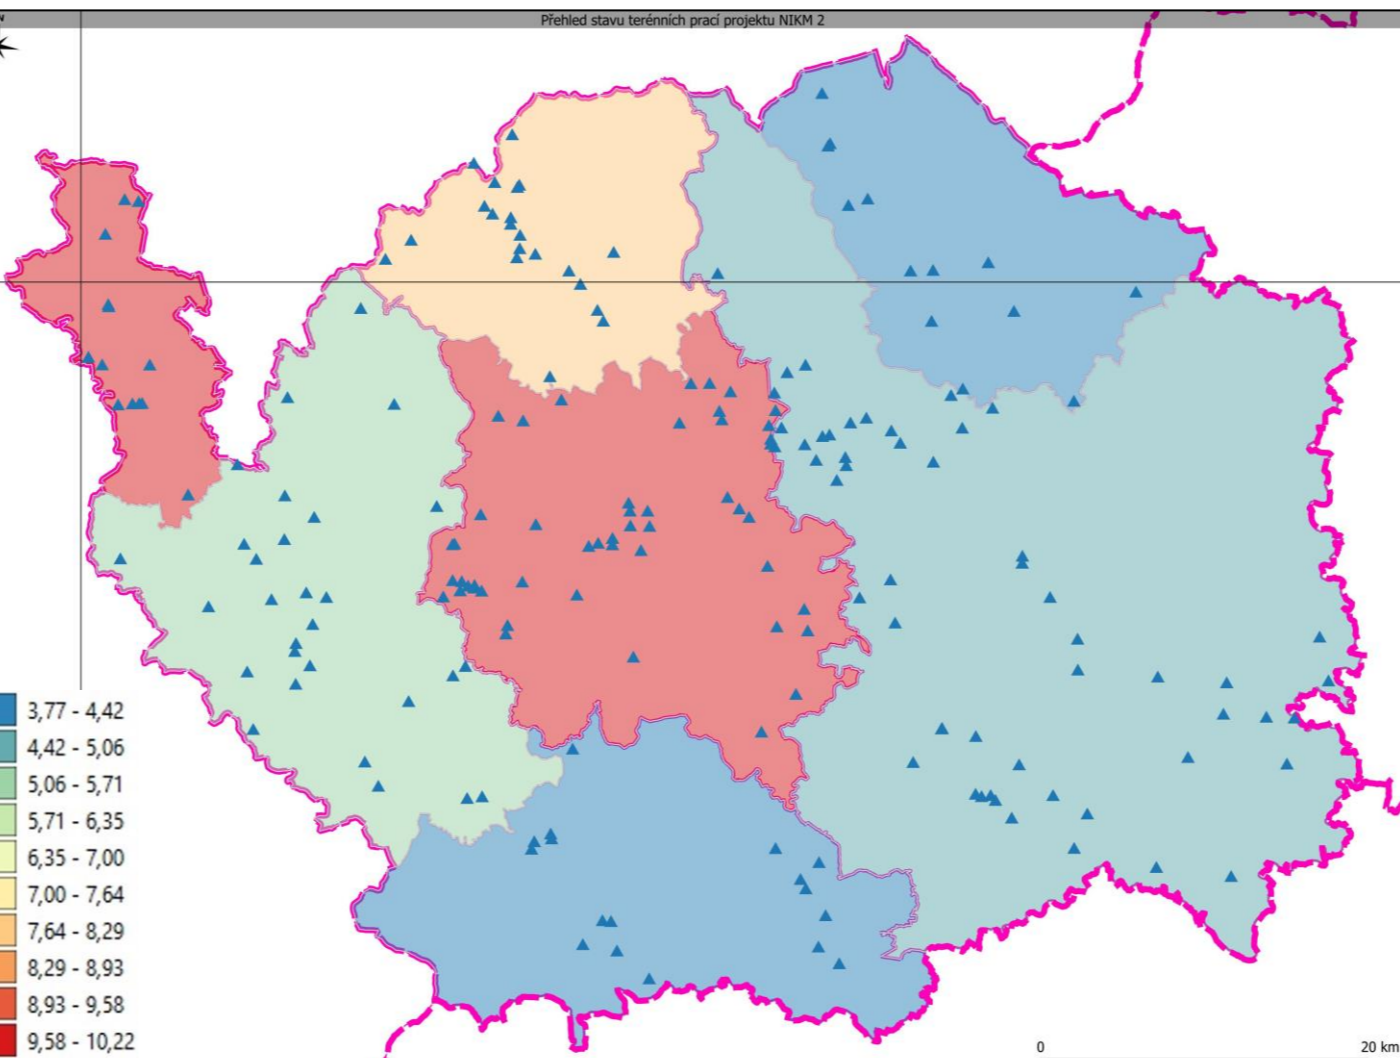 Přehled stavu terénních prací projektu NIKM 2
3,77 - 4,42
4,42 - 5,06
5,06 - 5,71
5,71 - 6,35
6,35 - 7,00
7,00 - 7,64
7,64 - 8,29
8,29 - 8,93
8,93 - 9,58
9,58 - 10,22
0 20 km